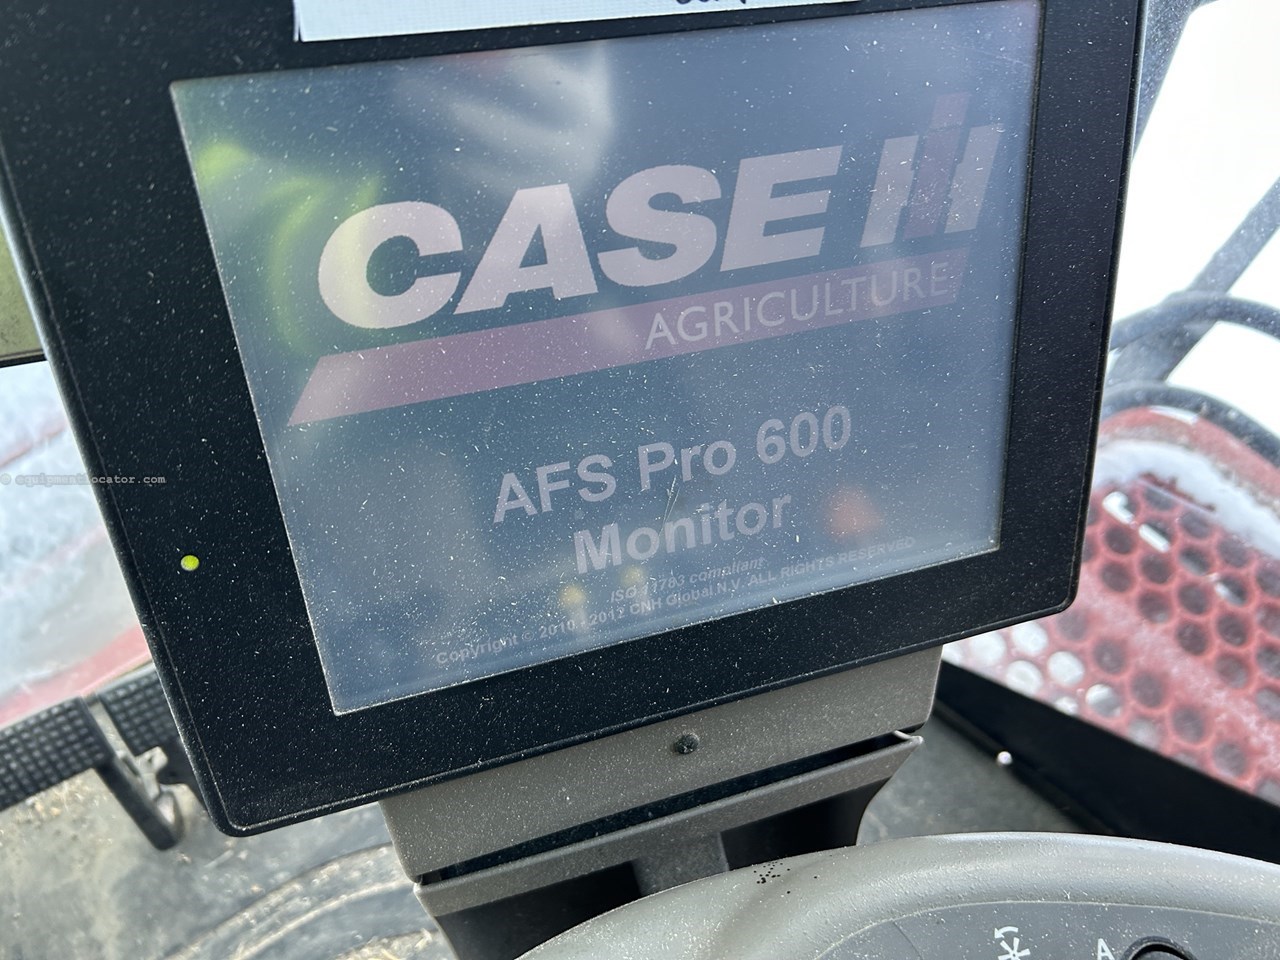 CASE IH
AGRICULTURE
AFS Pro 600
Monitor
ISO 11783 compliant
Copyright © 2010 - 2012 CNH Global N.V. ALL RIGHTS RESERVED
© equipmentlocator.com
A